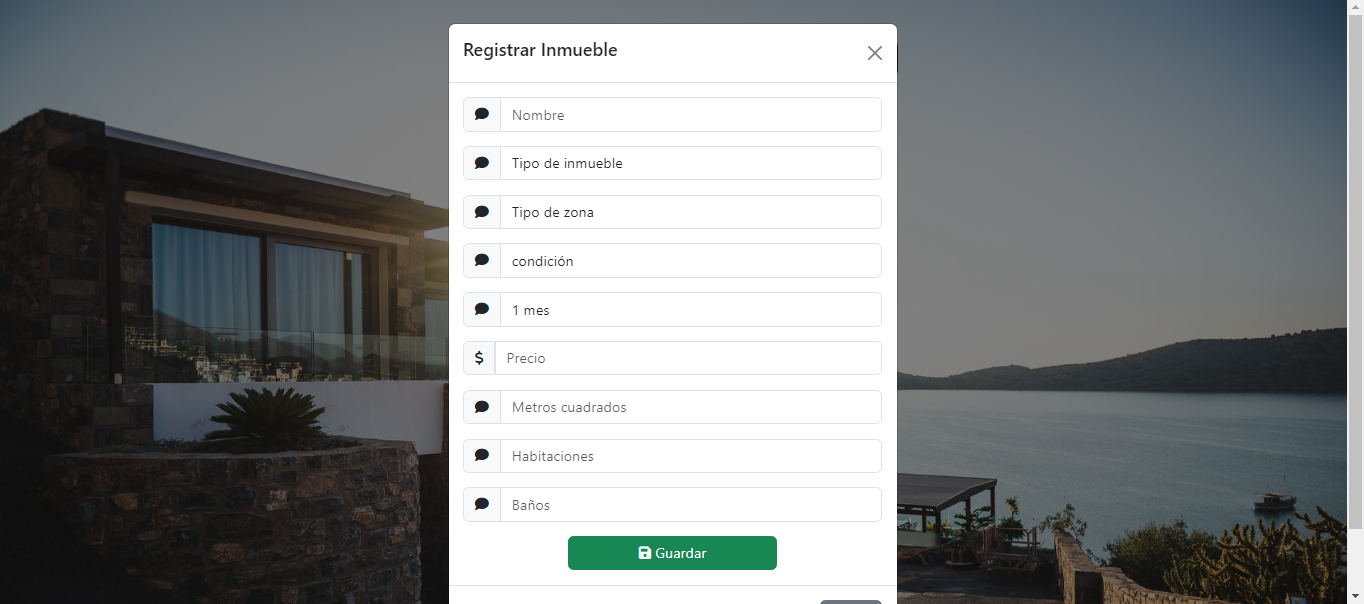 Registrar Inmueble
Nombre
Tipo de inmueble
Tipo de zona
condición
1 mes
$ Precio
Metros cuadrados
Habitaciones
Baños
Guardar